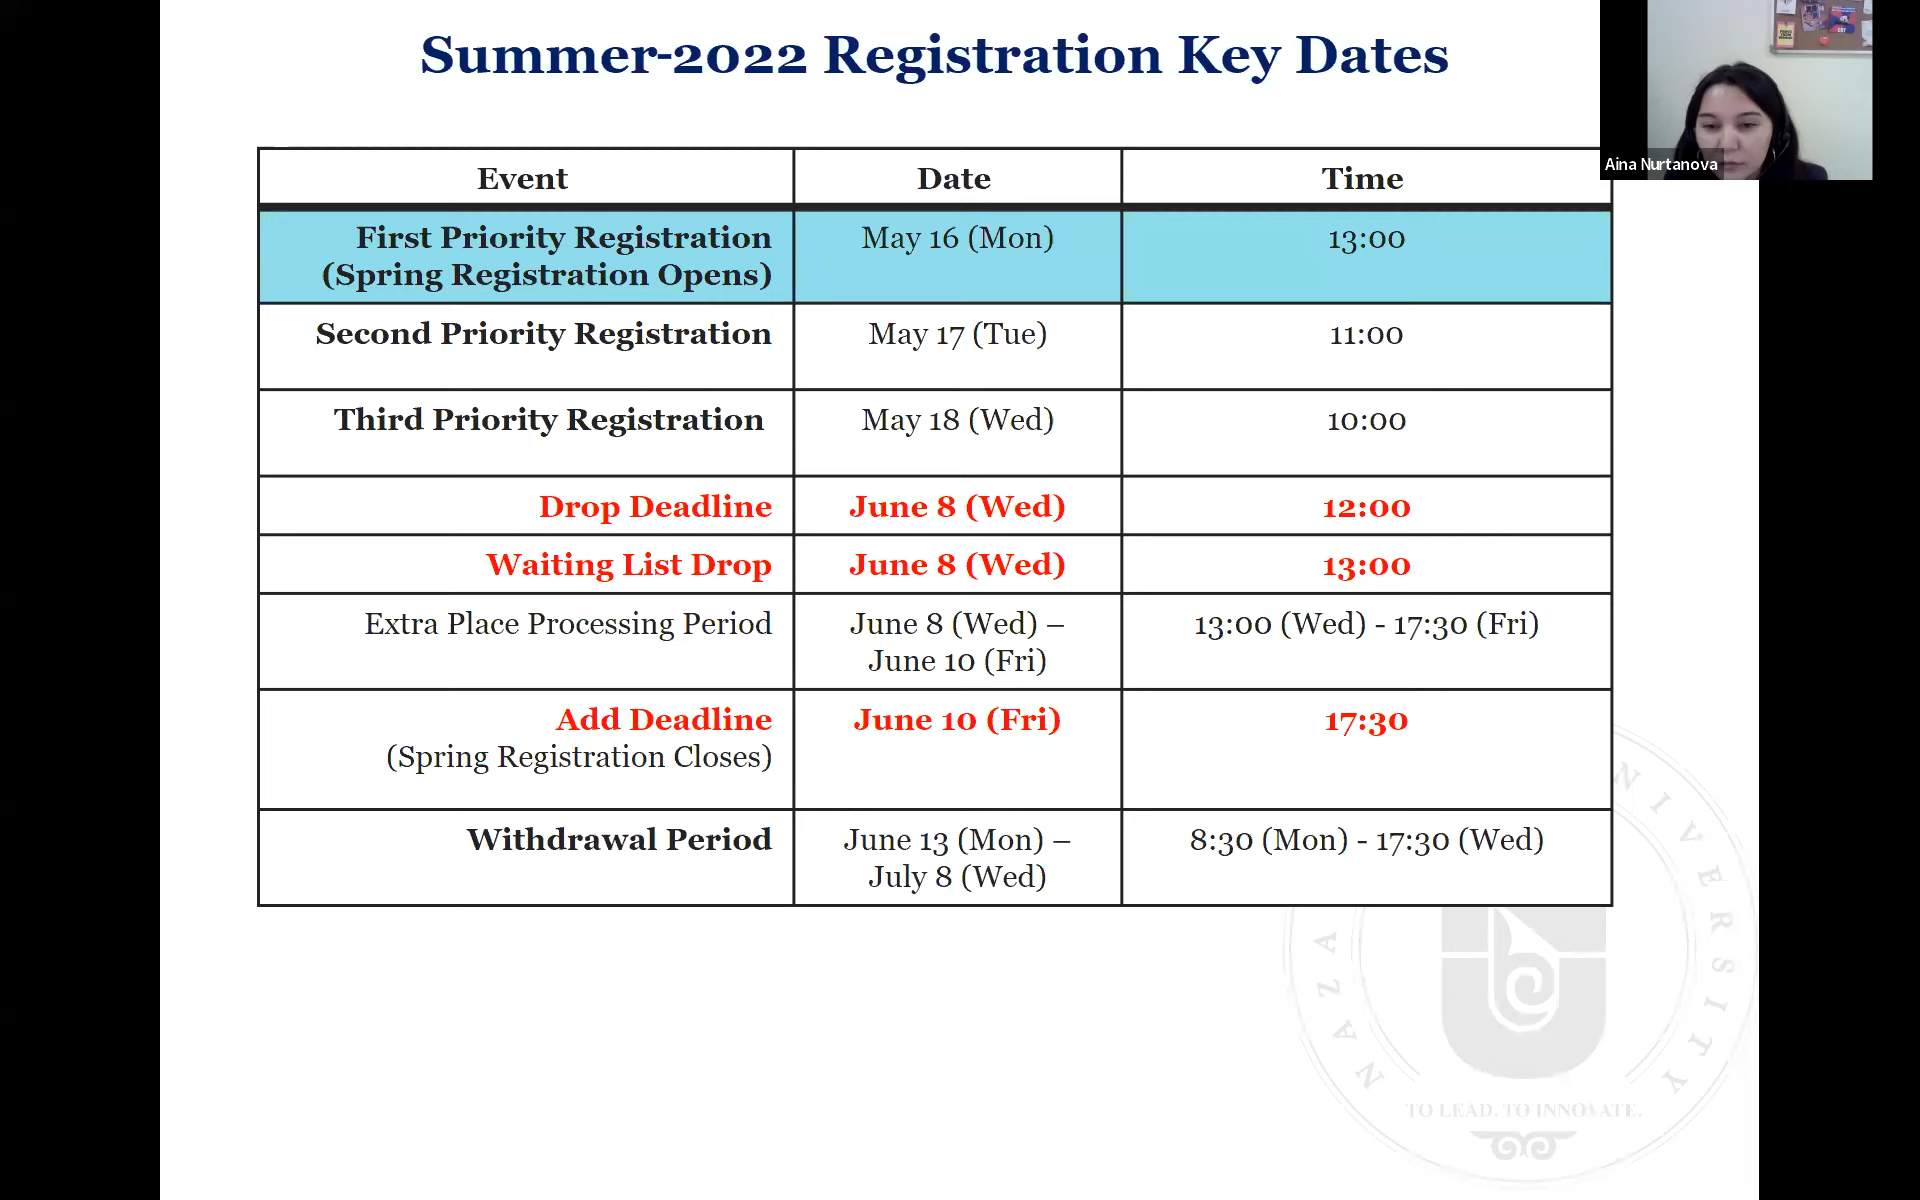 Summer-2022 Registration Key Dates
Aina Nurtanova
Event Date Time
First Priority Registration May 16 (Mon) 13:00
(Spring Registration Opens)
Second Priority Registration May 17 (Tue) 11:00
Third Priority Registration May 18 (Wed) 10:00
Drop Deadline June 8 (Wed) 12:00
Waiting List Drop June 8 (Wed) 13:00
Extra Place Processing Period June 8 (Wed) – 13:00 (Wed) - 17:30 (Fri)
June 10 (Fri)
Add Deadline June 10 (Fri) 17:30
(Spring Registration Closes)
Withdrawal Period June 13 (Mon) – 8:30 (Mon) - 17:30 (Wed)
July 8 (Wed)
NAZA
NIVERSITY
TO LEAD. TO INNOVATE.